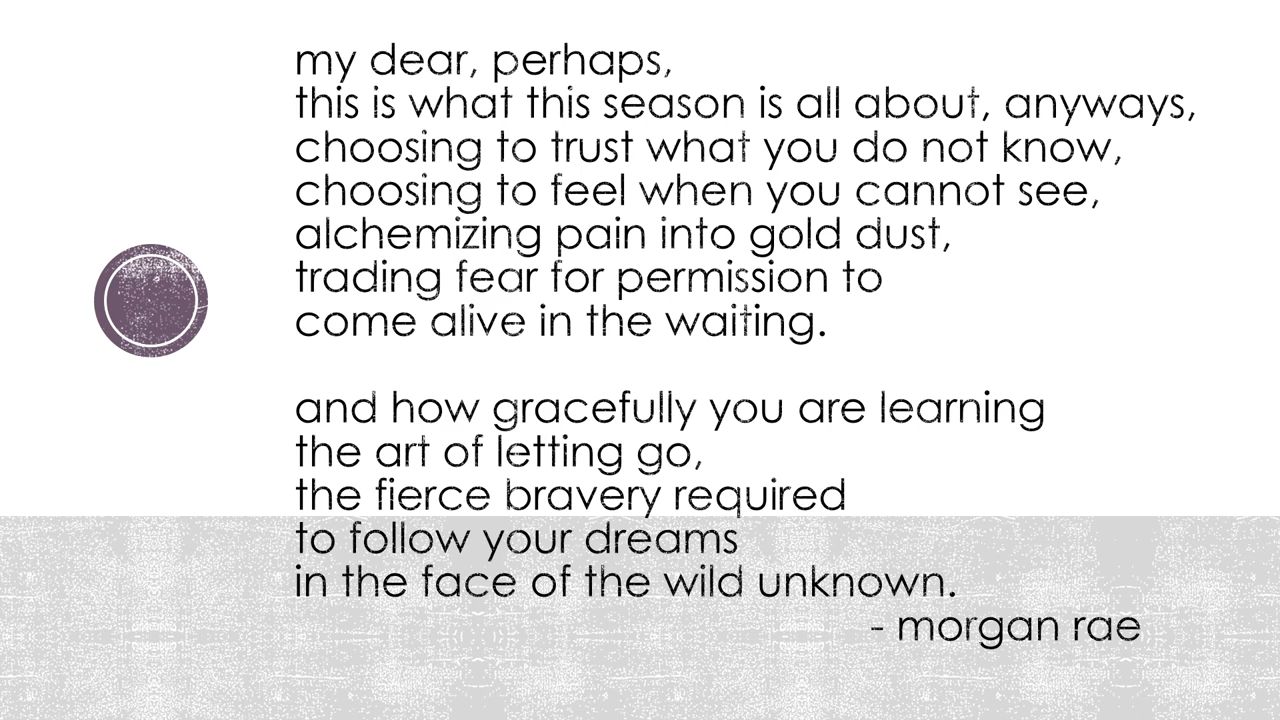 my dear, perhaps,
this is what this season is all about, anyways,
choosing to trust what you do not know,
choosing to feel when you cannot see,
alchemizing pain into gold dust,
trading fear for permission to
come alive in the waiting.
and how gracefully you are learning
the art of letting go,
the fierce bravery required
to follow your dreams
in the face of the wild unknown.
- morgan rae